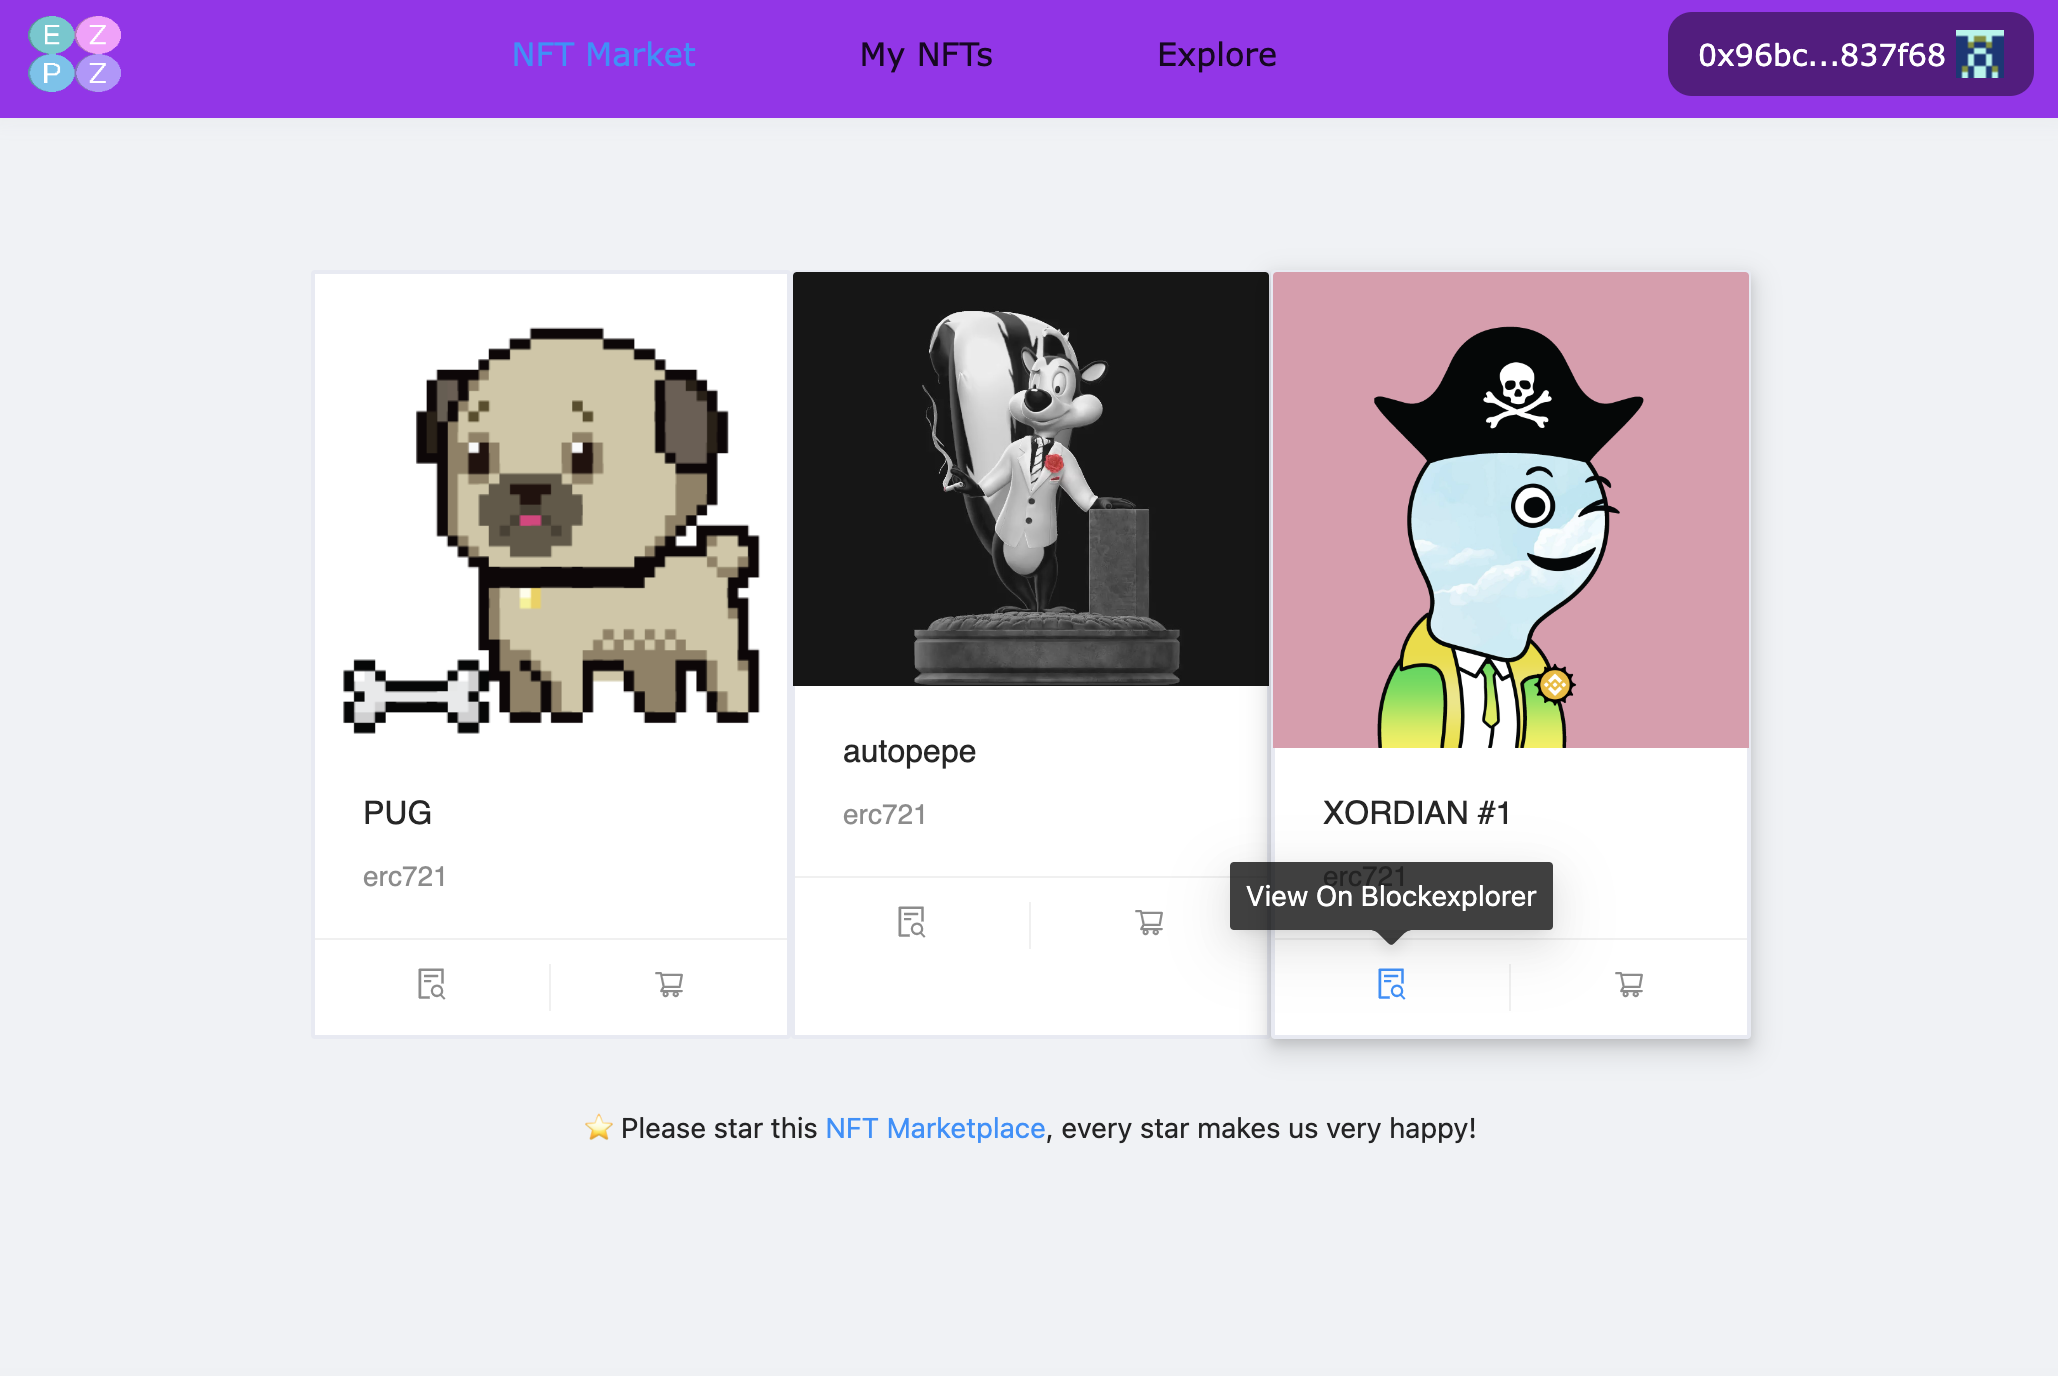 E Z
P Z
NFT Market
My NFTs
Explore
0x96bc...837f68
PUG
erc721
autopepe
erc721
XORDIAN #1
erc721
View On Blockexplorer
⭐ Please star this NFT Marketplace, every star makes us very happy!